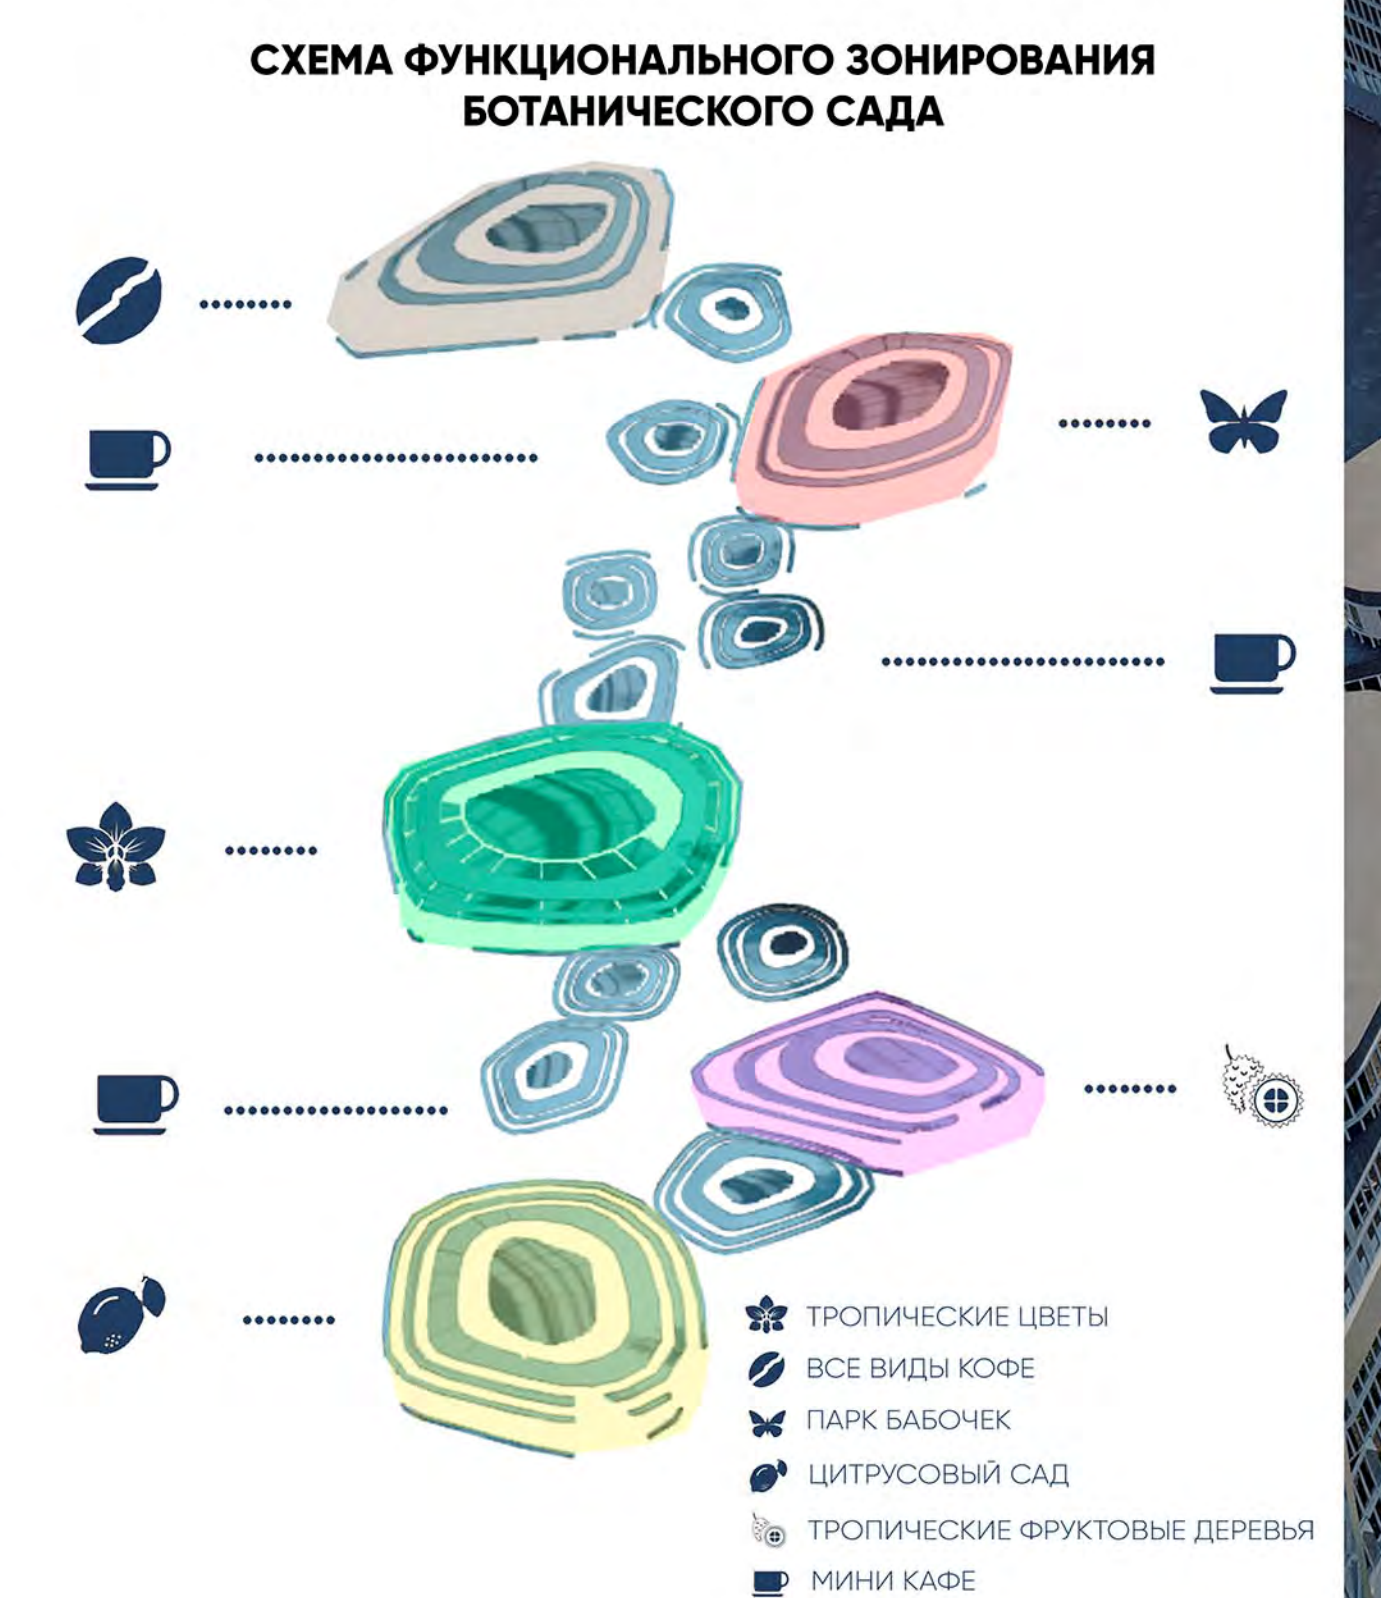 СХЕМА ФУНКЦИОНАЛЬНОГО ЗОНИРОВАНИЯ
БОТАНИЧЕСКОГО САДА
ТРОПИЧЕСКИЕ ЦВЕТЫ
ВСЕ ВИДЫ КОФЕ
ПАРК БАБОЧЕК
ЦИТРУСОВЫЙ САД
ТРОПИЧЕСКИЕ ФРУКТОВЫЕ ДЕРЕВЬЯ
МИНИ КАФЕ